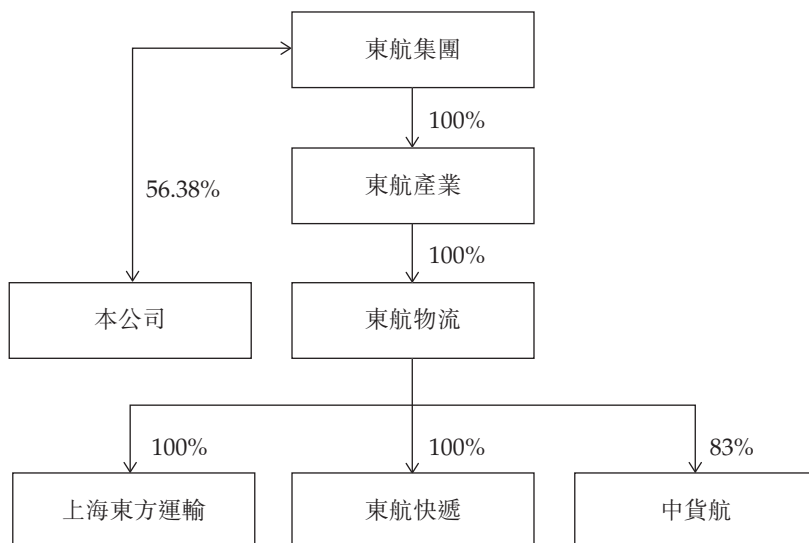 東航集團
100%
56.38%
東航產業
100%
本公司
東航物流
100%
100%
83%
上海東方運輸
東航快遞
中貨航